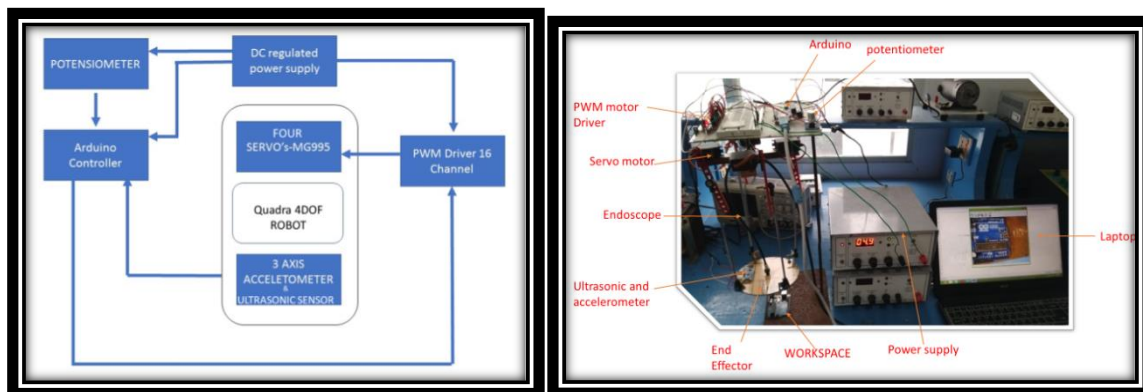 POTENSIOMETER
DC regulated
power supply
Arduino
Controller
FOUR
SERVO's-MG995
PWM Driver 16
Channel
Quadra 4DOF
ROBOT
3 AXIS
ACCELETOMETER
&
ULTRASONIC SENSOR
Arduino
potentiometer
PWM motor
Driver
Servo motor
Endoscope
Laptop
04.9
Ultrasonic and
accelerometer
End
Effector
WORKSPACE
Power supply